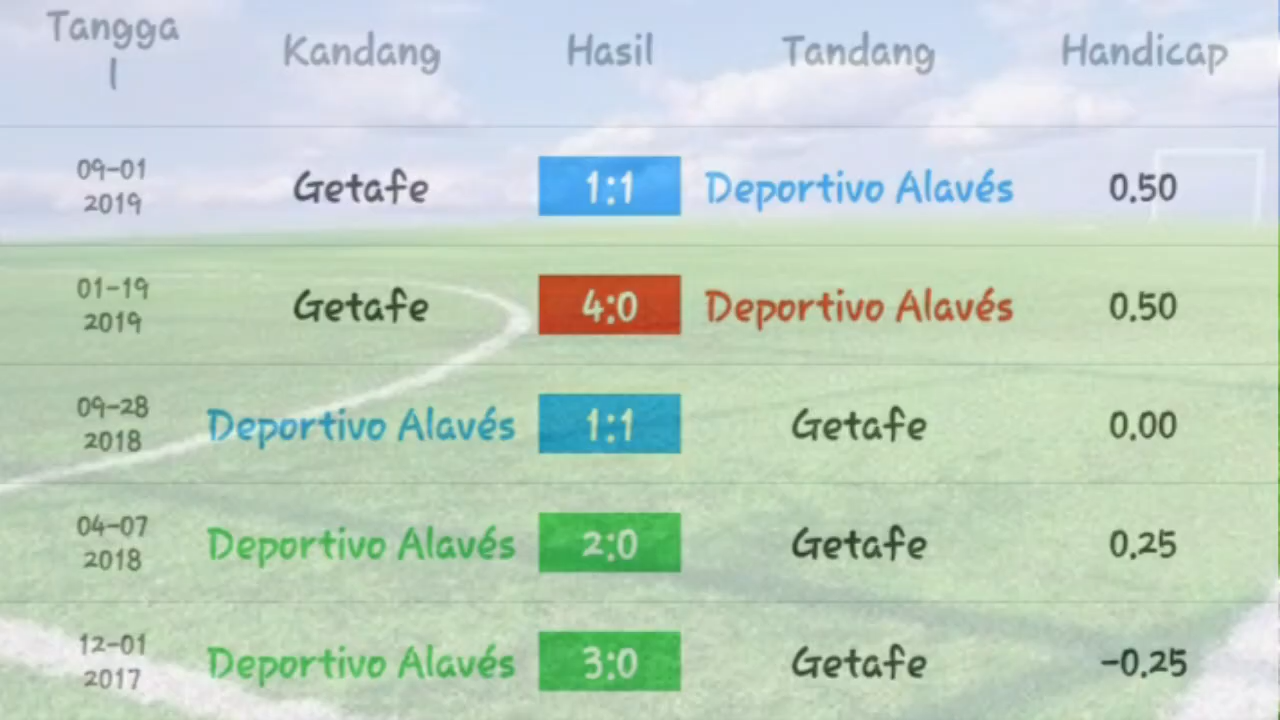 Tangga
l
Kandang
Hasil
Tandang
Handicap
09-01
2019
Getafe
1:1
Deportivo Alavés
0.50
01-19
2019
Getafe
4:0
Deportivo Alavés
0.50
09-28
2018
Deportivo Alavés
1:1
Getafe
0.00
04-07
2018
Deportivo Alavés
2:0
Getafe
0.25
12-01
2017
Deportivo Alavés
3:0
Getafe
-0.25